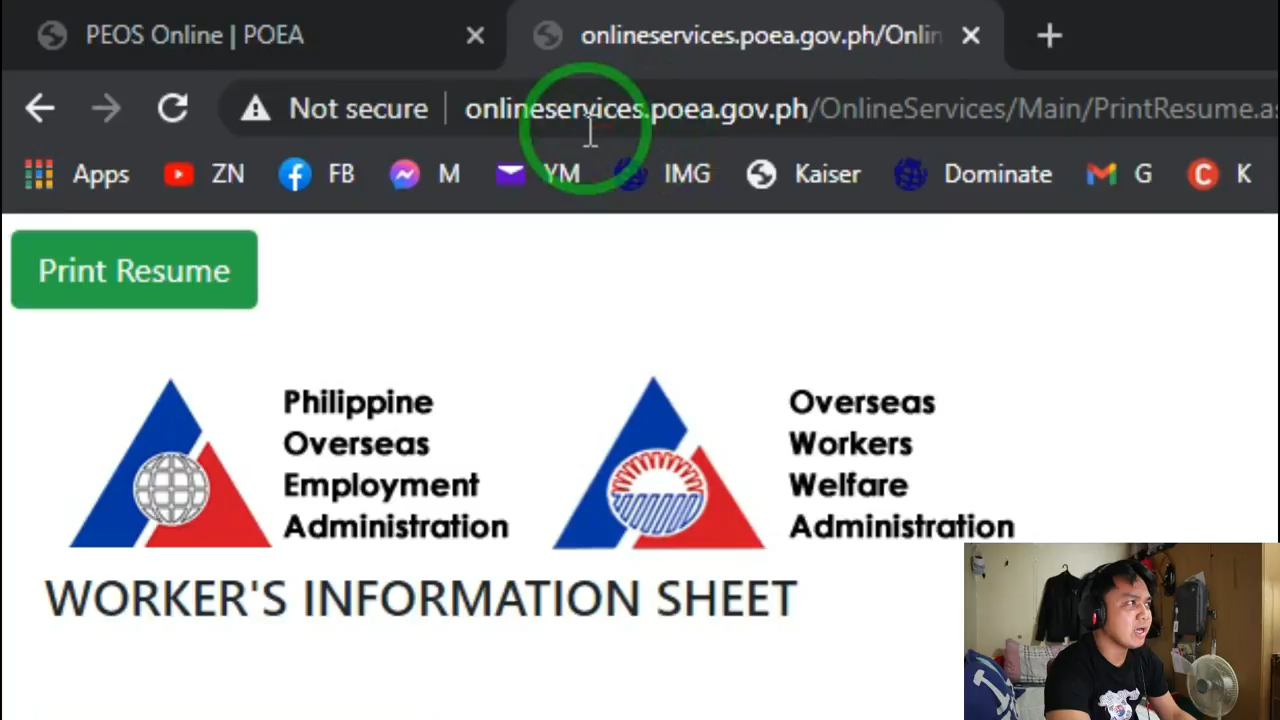 PEOS Online | POEA
onlineservices.poea.gov.ph/Onlin
Not secure
onlineservices.poea.gov.ph/OnlineServices/Main/PrintResume.as
Apps ZN FB M YM IMG Kaiser Dominate G K
Print Resume
Philippine
Overseas
Employment
Administration
Overseas
Workers
Welfare
Administration
WORKER'S INFORMATION SHEET